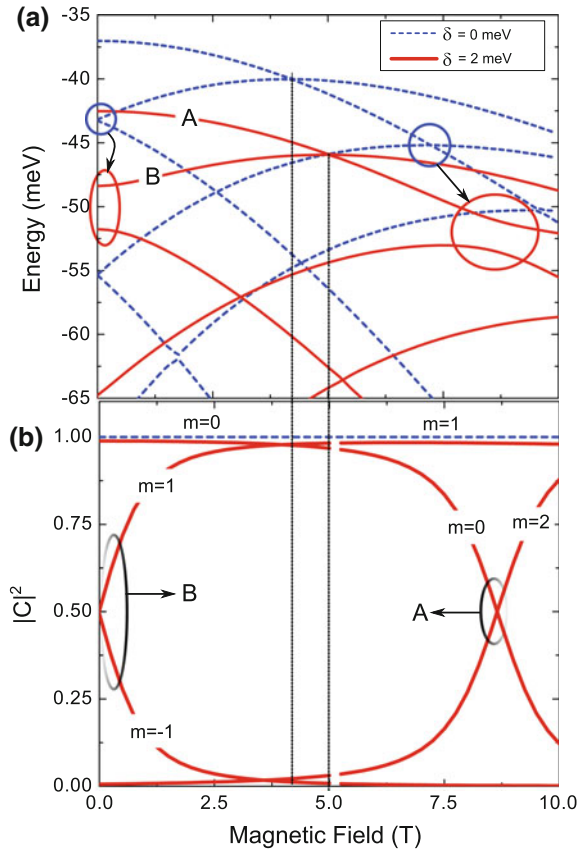 (a)
δ = 0 meV
δ = 2 meV
-35
-40
-45
-50
-55
-60
-65
Energy (meV)
A
B
(b)
m=0
m=1
1.00
0.75
0.50
0.25
0.00
|C|²
m=1
m=0
m=2
B
A
m=-1
0.0
2.5
5.0
7.5
10.0
Magnetic Field (T)